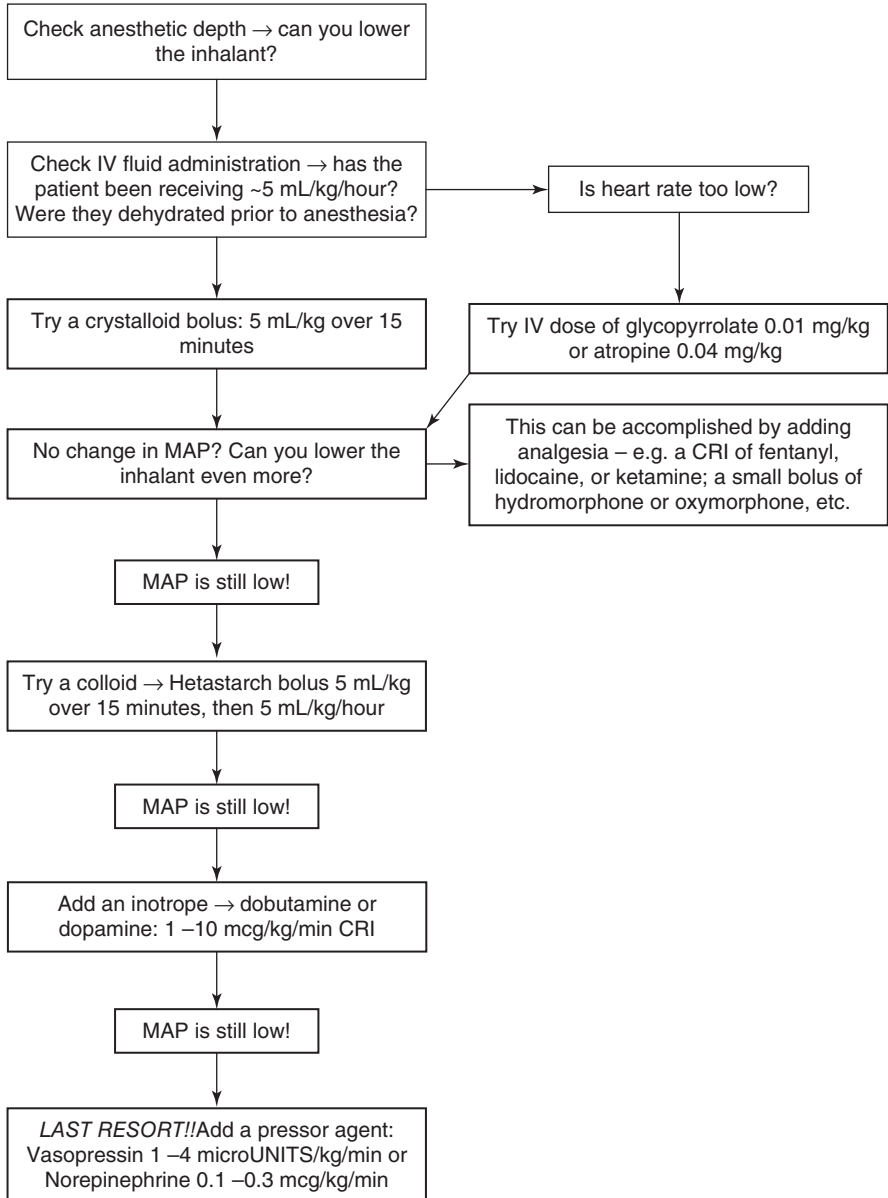 Check anesthetic depth → can you lower
the inhalant?
Check IV fluid administration → has the
patient been receiving ~5 mL/kg/hour?
Were they dehydrated prior to anesthesia?
Is heart rate too low?
Try a crystalloid bolus: 5 mL/kg over 15
minutes
Try IV dose of glycopyrrolate 0.01 mg/kg
or atropine 0.04 mg/kg
No change in MAP? Can you lower the
inhalant even more?
This can be accomplished by adding
analgesia – e.g. a CRI of fentanyl,
lidocaine, or ketamine; a small bolus of
hydromorphone or oxymorphone, etc.
MAP is still low!
Try a colloid → Hetastarch bolus 5 mL/kg
over 15 minutes, then 5 mL/kg/hour
MAP is still low!
Add an inotrope → dobutamine or
dopamine: 1 –10 mcg/kg/min CRI
MAP is still low!
LAST RESORT!!Add a pressor agent:
Vasopressin 1 –4 microUNITS/kg/min or
Norepinephrine 0.1 –0.3 mcg/kg/min